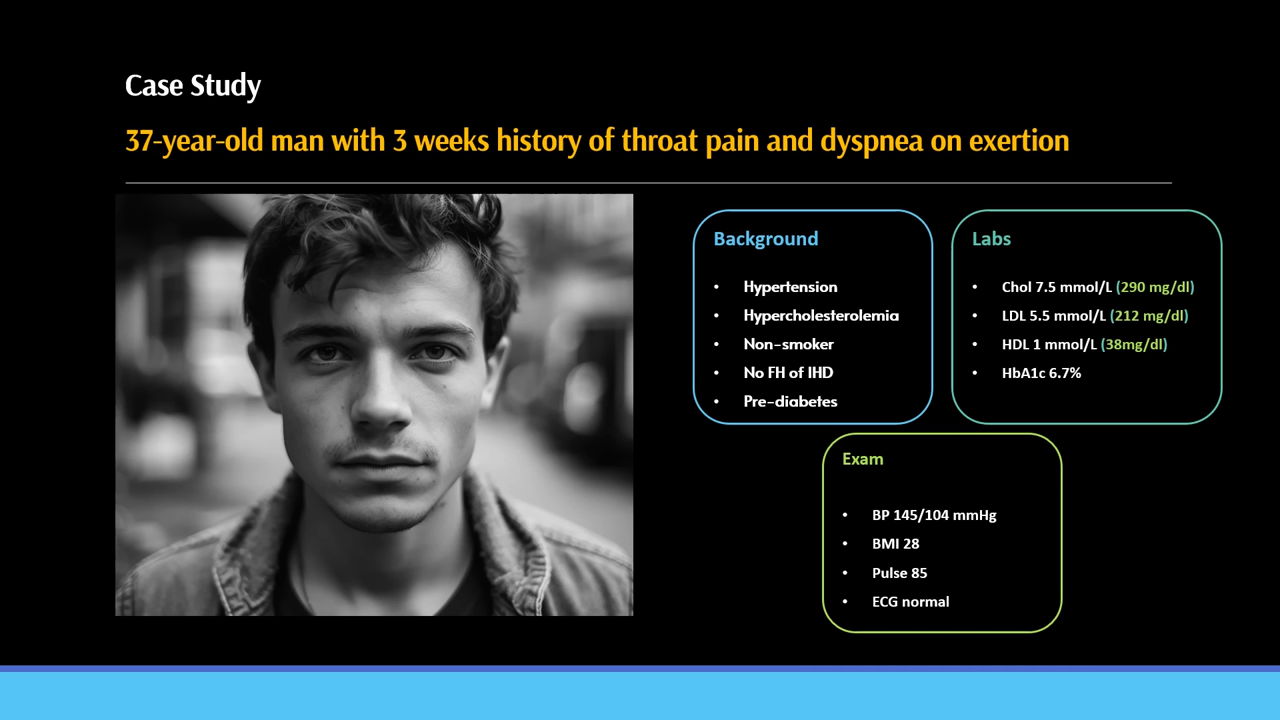 Case Study
37-year-old man with 3 weeks history of throat pain and dyspnea on exertion
Background
• Hypertension
• Hypercholesterolemia
• Non-smoker
• No FH of IHD
• Pre-diabetes
Labs
• Chol 7.5 mmol/L (290 mg/dl)
• LDL 5.5 mmol/L (212 mg/dl)
• HDL 1 mmol/L (38mg/dl)
• HbA1c 6.7%
Exam
• BP 145/104 mmHg
• BMI 28
• Pulse 85
• ECG normal